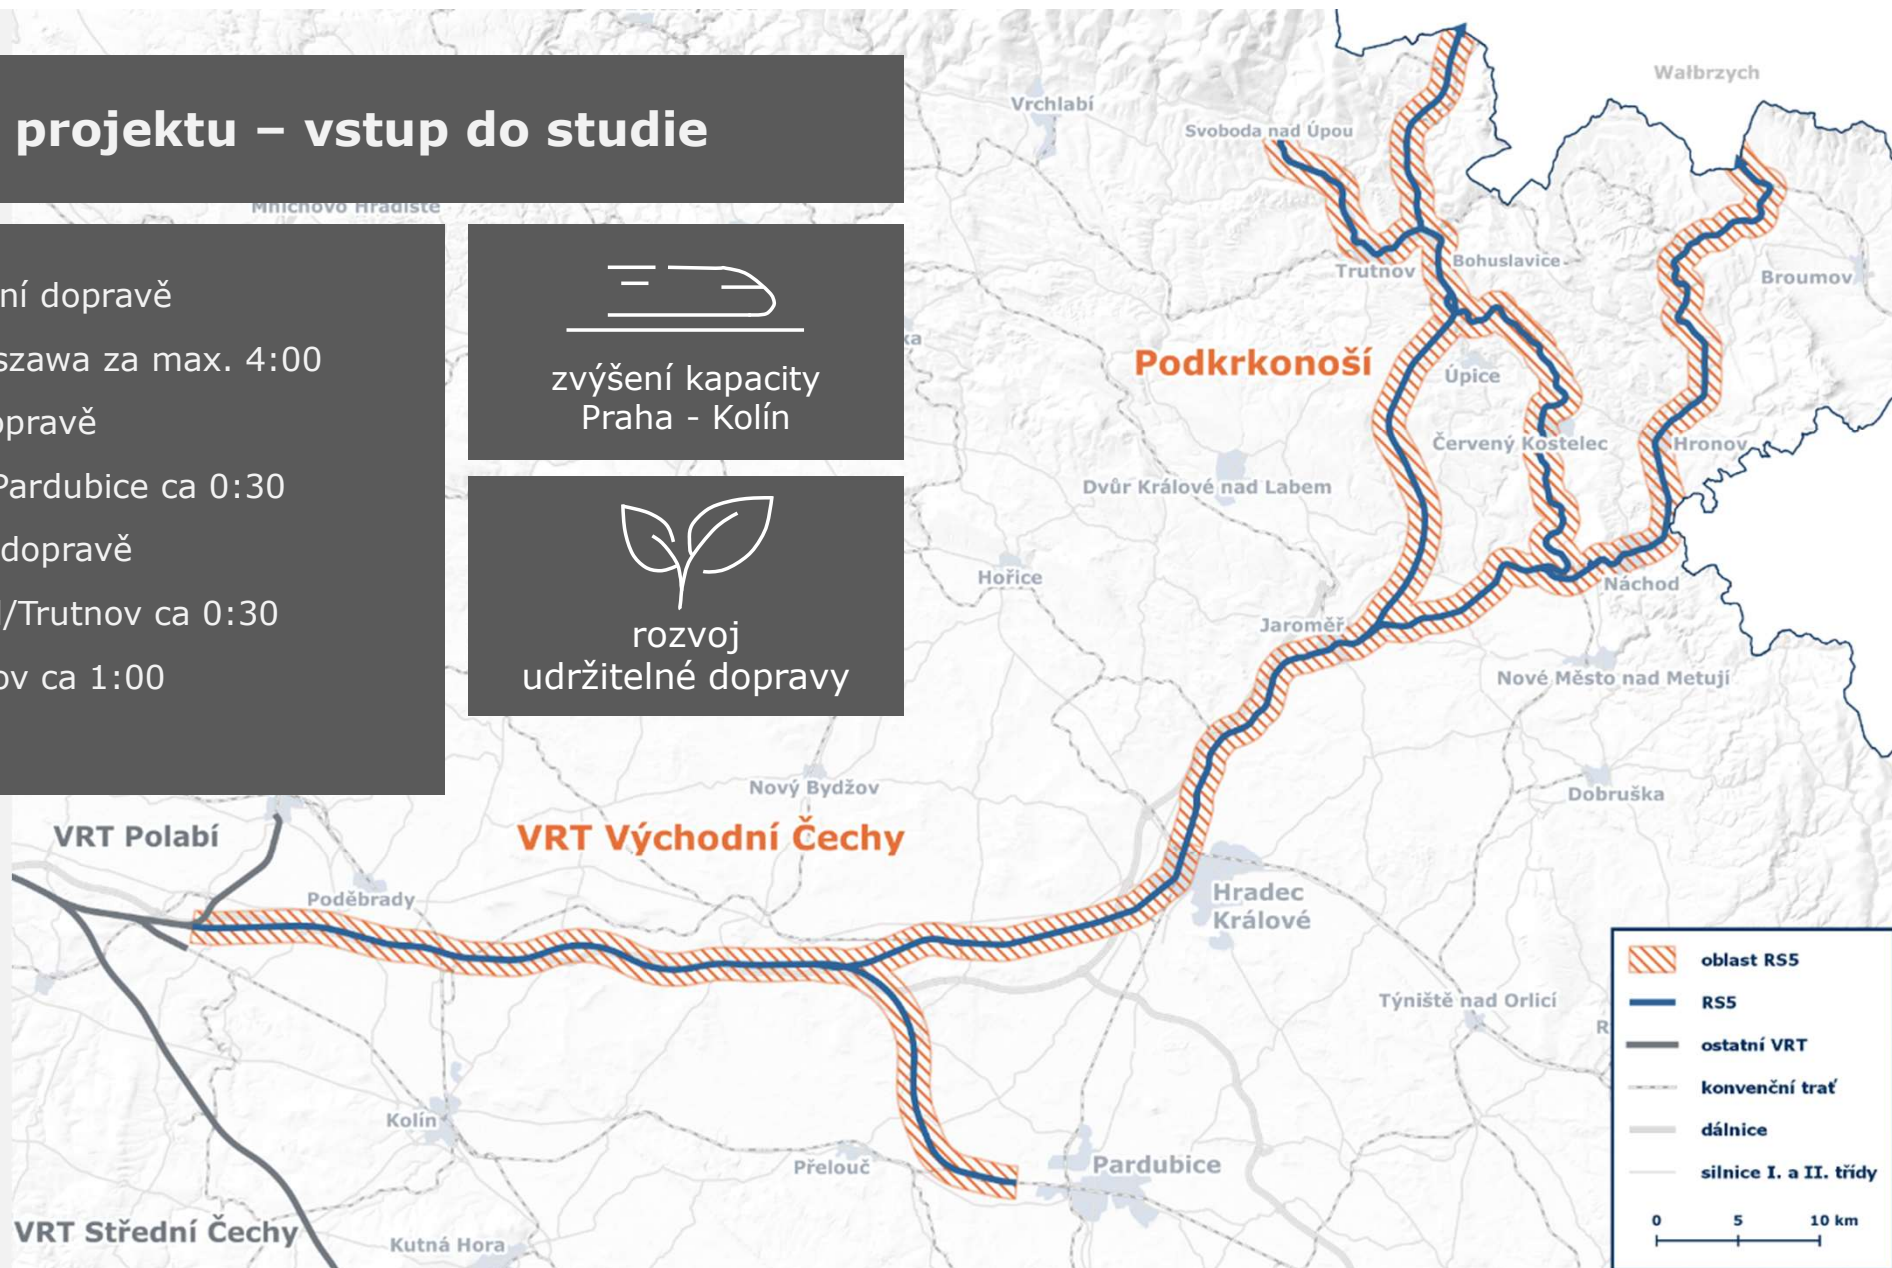 projektu – vstup do studie
ní dopravě
szawa za max. 4:00
opravě
Pardubice ca 0:30
dopravě
/Trutnov ca 0:30
ov ca 1:00
zvýšení kapacity
Praha - Kolín
rozvoj
udržitelné dopravy
Mnichovo Hradiště
Wałbrzych
Vrchlabí
Svoboda nad Úpou
Trutnov
Bohuslavice
Broumov
ka
Podkrkonoší
Úpice
Červený Kostelec
Hronov
Dvůr Králové nad Labem
Hořice
Náchod
Jaroměř
Nové Město nad Metují
Nový Bydžov
Dobruška
VRT Polabí
VRT Východní Čechy
Poděbrady
Hradec
Králové
Týniště nad Orlicí
R
Kolín
Přelouč
Pardubice
VRT Střední Čechy
Kutná Hora
oblast RS5
RS5
ostatní VRT
konvenční trať
dálnice
silnice I. a II. třídy
0 5 10 km